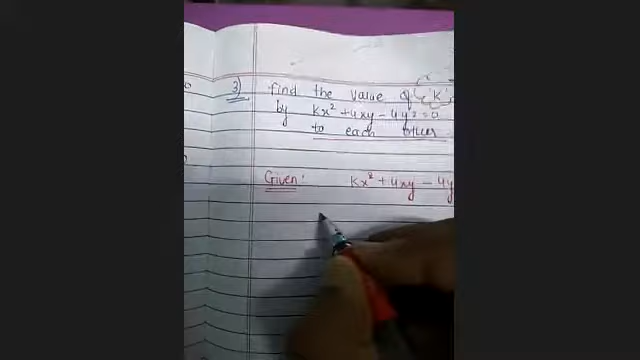 3) Find the value of 'K'
by kx² + 4xy - 4y² = 0
to each other
Given: kx² + 4xy - 4y